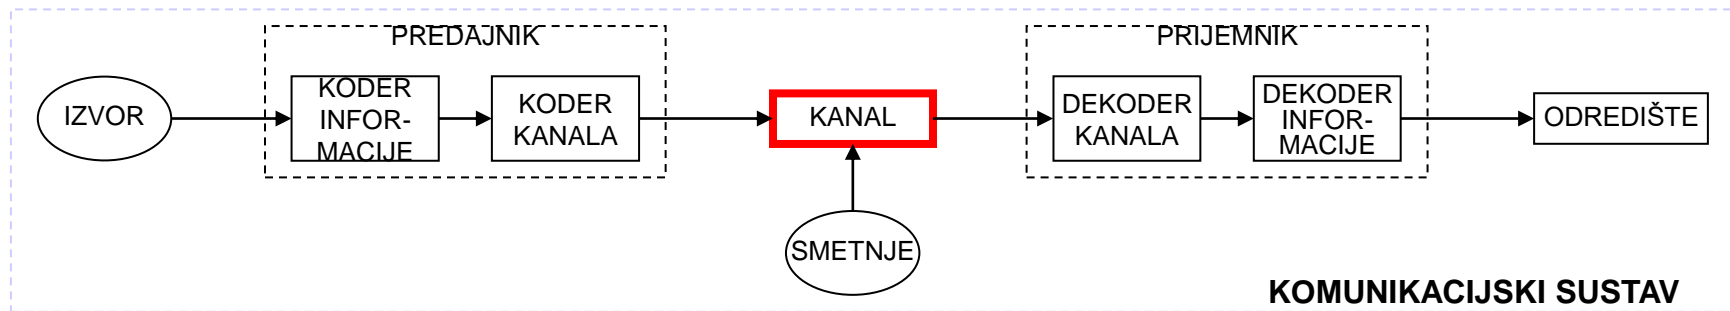 PREDAJNIK
PRIJEMNIK
IZVOR
KODER
INFOR-
MACIJE
KODER
KANALA
KANAL
DEKODER
KANALA
DEKODER
INFOR-
MACIJE
ODREDIŠTE
SMETNJE
KOMUNIKACIJSKI SUSTAV